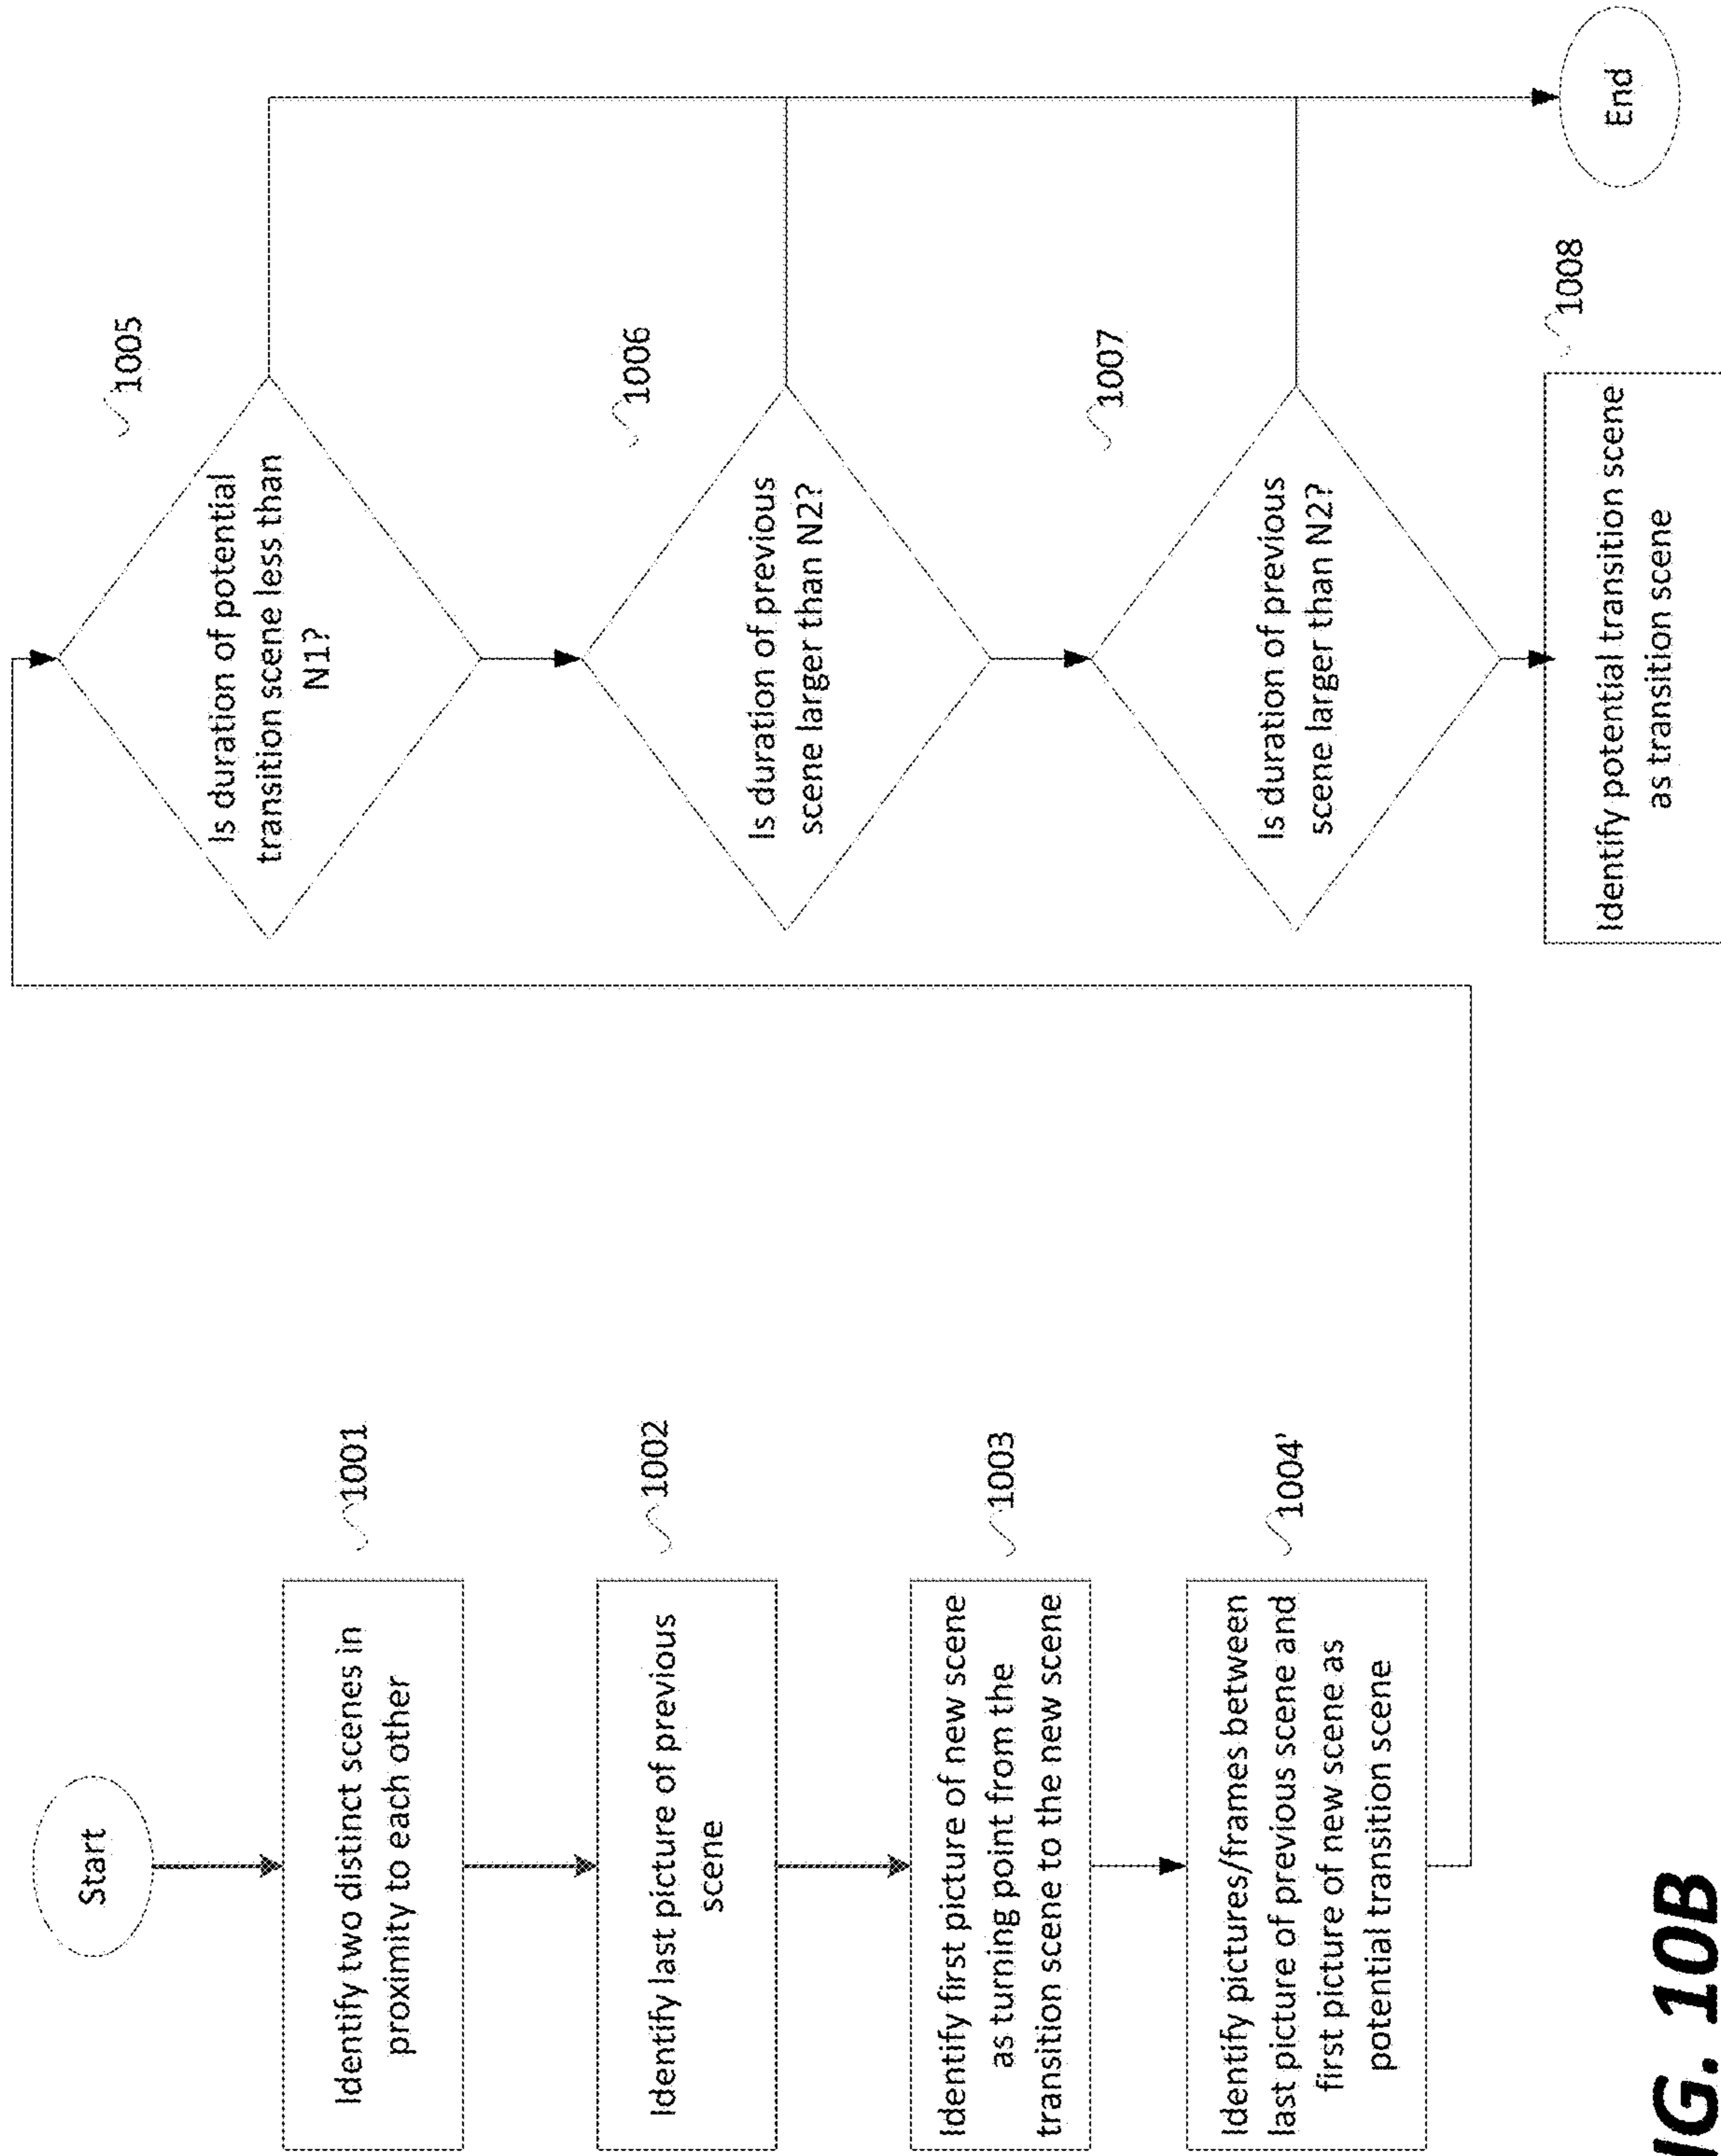 Start
Identify two distinct scenes in
proximity to each other
1001
Identify last picture of previous
scene
1002
Identify first picture of new scene
as turning point from the
transition scene to the new scene
1003
Identify pictures/frames between
last picture of previous scene and
first picture of new scene as
potential transition scene
1004'
Is duration of potential
transition scene less than
N1?
1005
Is duration of previous
scene larger than N2?
1006
Is duration of previous
scene larger than N2?
1007
Identify potential transition scene
as transition scene
1008
End
IG. 10B